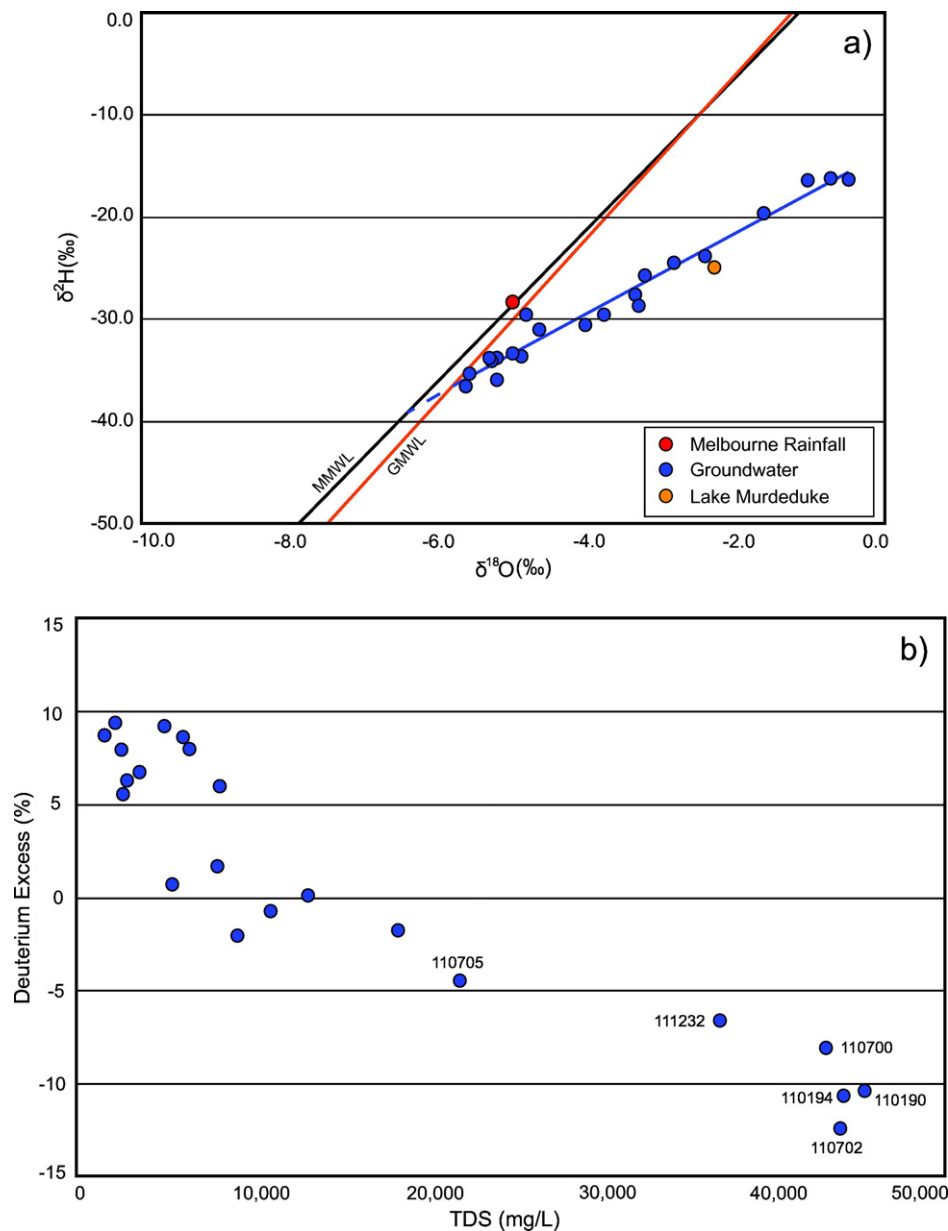 a)
0.0
-10.0
-20.0
-30.0
-40.0
-50.0
δ²H(‰)
MMWL
GMWL
Melbourne Rainfall
Groundwater
Lake Murdeduke
-10.0 -8.0 -6.0 -4.0 -2.0 0.0
δ¹⁸O(‰)
b)
15
10
5
0
-5
-10
-15
Deuterium Excess (%)
110705
111232
110700
110194
110190
110702
0 10,000 20,000 30,000 40,000 50,000
TDS (mg/L)